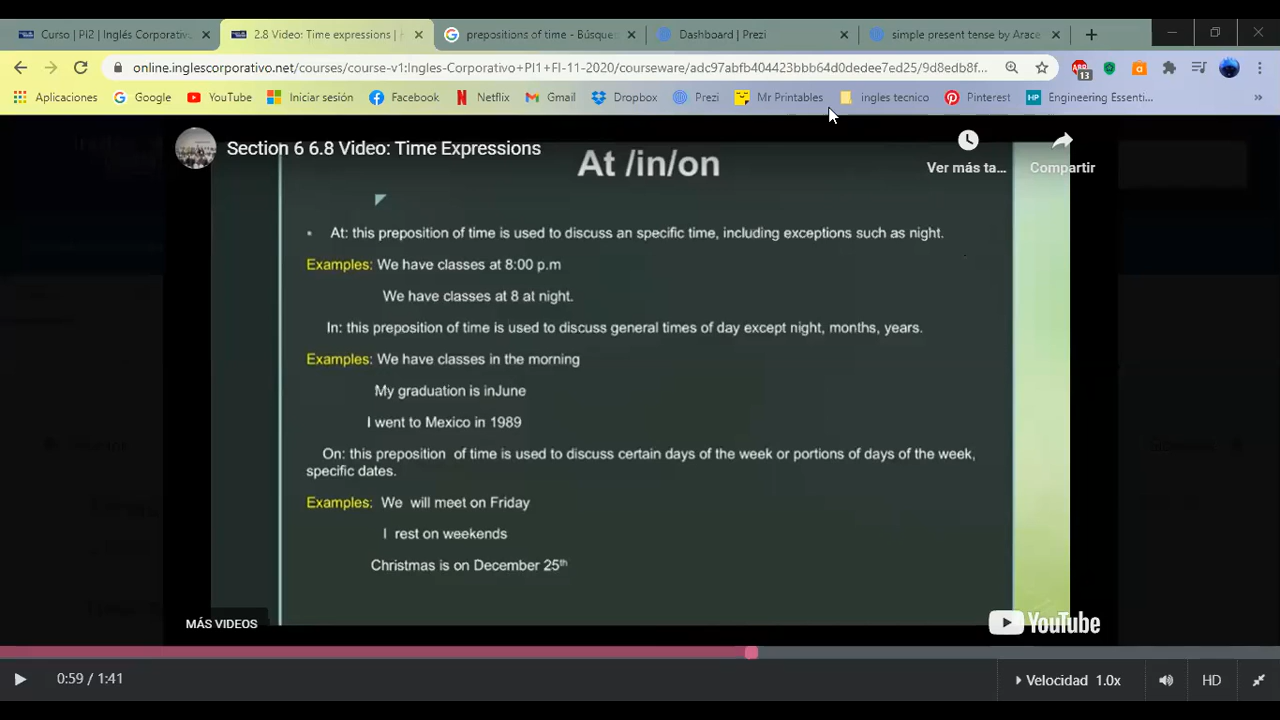 Curso | PI2 | Inglés Corporativo
2.8 Video: Time expressions |
prepositions of time - Búsque
Dashboard | Prezi
simple present tense by Arace
online.inglescorporativo.net/courses/course-v1:Ingles-Corporativo+PI1+FI-11-2020/courseware/adc97abfb404423bbb64d0dedee7ed25/9d8edb8f...
13
Aplicaciones Google YouTube Iniciar sesión Facebook Netflix Gmail Dropbox Prezi Mr Printables ingles tecnico Pinterest HP Engineering Essenti... »
Section 6 6.8 Video: Time Expressions
Ver más ta...
Compartir
At /in/on
At: this preposition of time is used to discuss an specific time, including exceptions such as night.
Examples: We have classes at 8:00 p.m
We have classes at 8 at night.
In: this preposition of time is used to discuss general times of day except night, months, years.
Examples: We have classes in the morning
My graduation is inJune
I went to Mexico in 1989
On: this preposition of time is used to discuss certain days of the week or portions of days of the week,
specific dates.
Examples: We will meet on Friday
I rest on weekends
Christmas is on December 25th
MÁS VIDEOS
YouTube
0:59 / 1:41
Velocidad 1.0x
HD